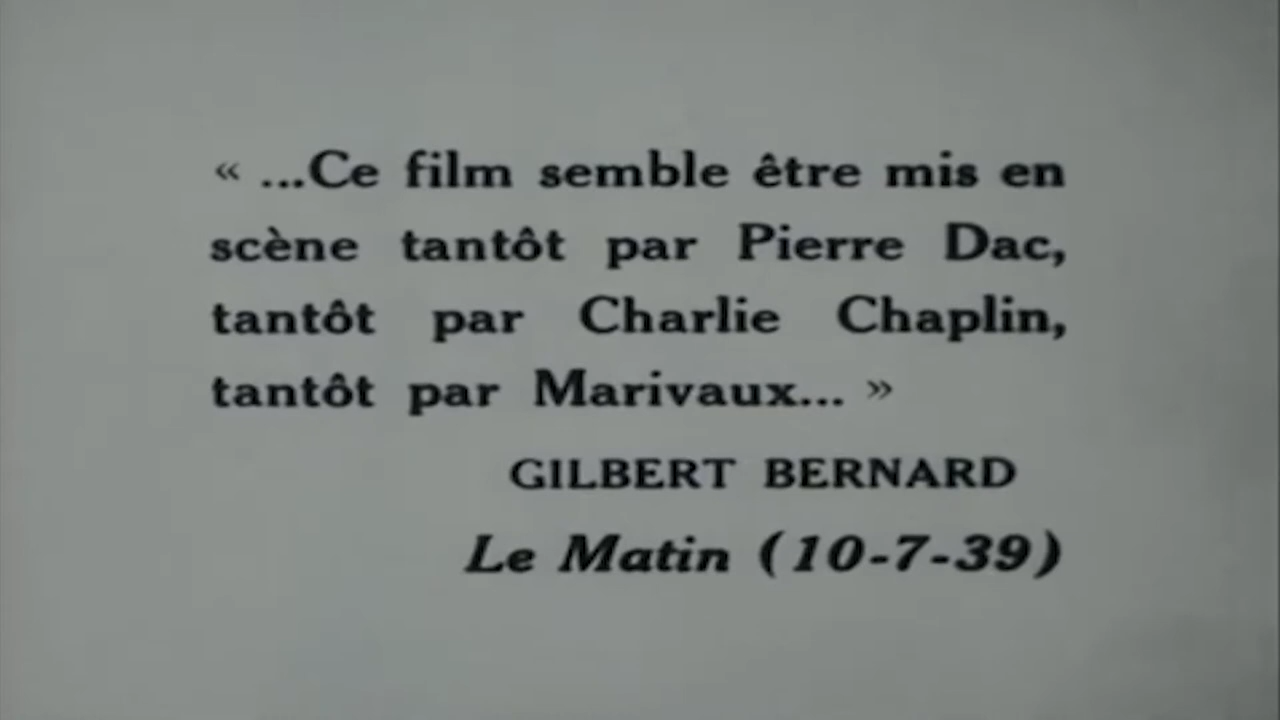 « ...Ce film semble être mis en
scène tantôt par Pierre Dac,
tantôt par Charlie Chaplin,
tantôt par Marivaux... »
GILBERT BERNARD
Le Matin (10-7-39)